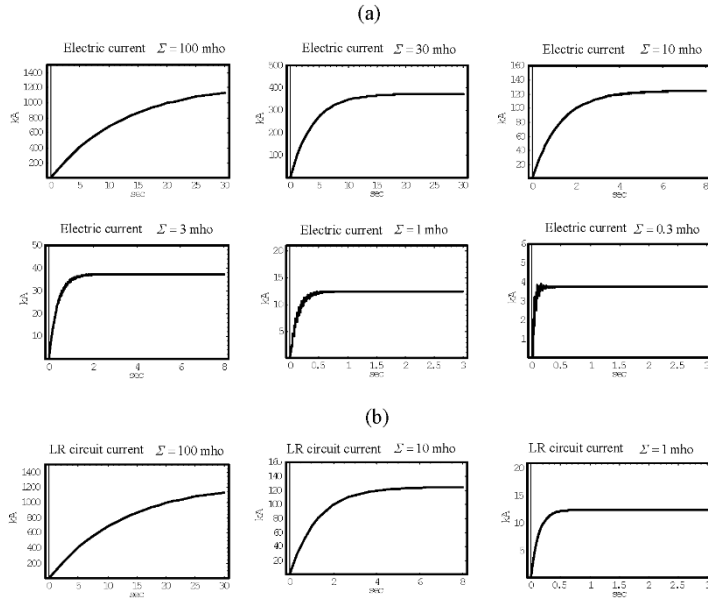 (a)
Electric current Σ = 100 mho
Electric current Σ = 30 mho
Electric current Σ = 10 mho
kA
1400
1200
1000
800
600
400
200
0 5 10 15 20 25 30
sec
kA
500
400
300
200
100
0 5 10 15 20 25 30
sec
kA
160
140
120
100
80
60
40
20
0 2 4 6 8
sec
Electric current Σ = 3 mho
Electric current Σ = 1 mho
Electric current Σ = 0.3 mho
kA
50
40
30
20
10
0 2 4 6 8
sec
kA
20
15
10
5
0 0.5 1 1.5 2 2.5 3
sec
kA
6
5
4
3
2
1
0 0.5 1 1.5 2 2.5 3
sec
(b)
LR circuit current Σ = 100 mho
LR circuit current Σ = 10 mho
LR circuit current Σ = 1 mho
kA
1400
1200
1000
800
600
400
200
0 5 10 15 20 25 30
sec
kA
160
140
120
100
80
60
40
20
0 2 4 6 8
sec
kA
20
15
10
5
0 0.5 1 1.5 2 2.5 3
sec